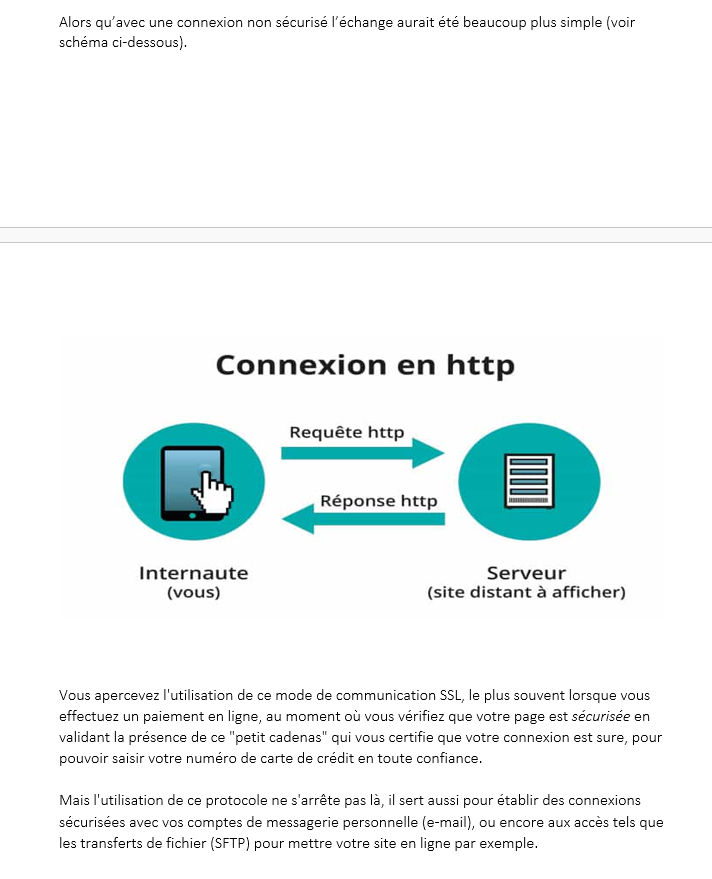 Alors qu’avec une connexion non sécurisé l’échange aurait été beaucoup plus simple (voir
schéma ci-dessous).
Connexion en http
Requête http
Réponse http
Internaute
(vous)
Serveur
(site distant à afficher)
Vous apercevez l'utilisation de ce mode de communication SSL, le plus souvent lorsque vous
effectuez un paiement en ligne, au moment où vous vérifiez que votre page est sécurisée en
validant la présence de ce "petit cadenas" qui vous certifie que votre connexion est sure, pour
pouvoir saisir votre numéro de carte de crédit en toute confiance.
Mais l'utilisation de ce protocole ne s'arrête pas là, il sert aussi pour établir des connexions
sécurisées avec vos comptes de messagerie personnelle (e-mail), ou encore aux accès tels que
les transferts de fichier (SFTP) pour mettre votre site en ligne par exemple.